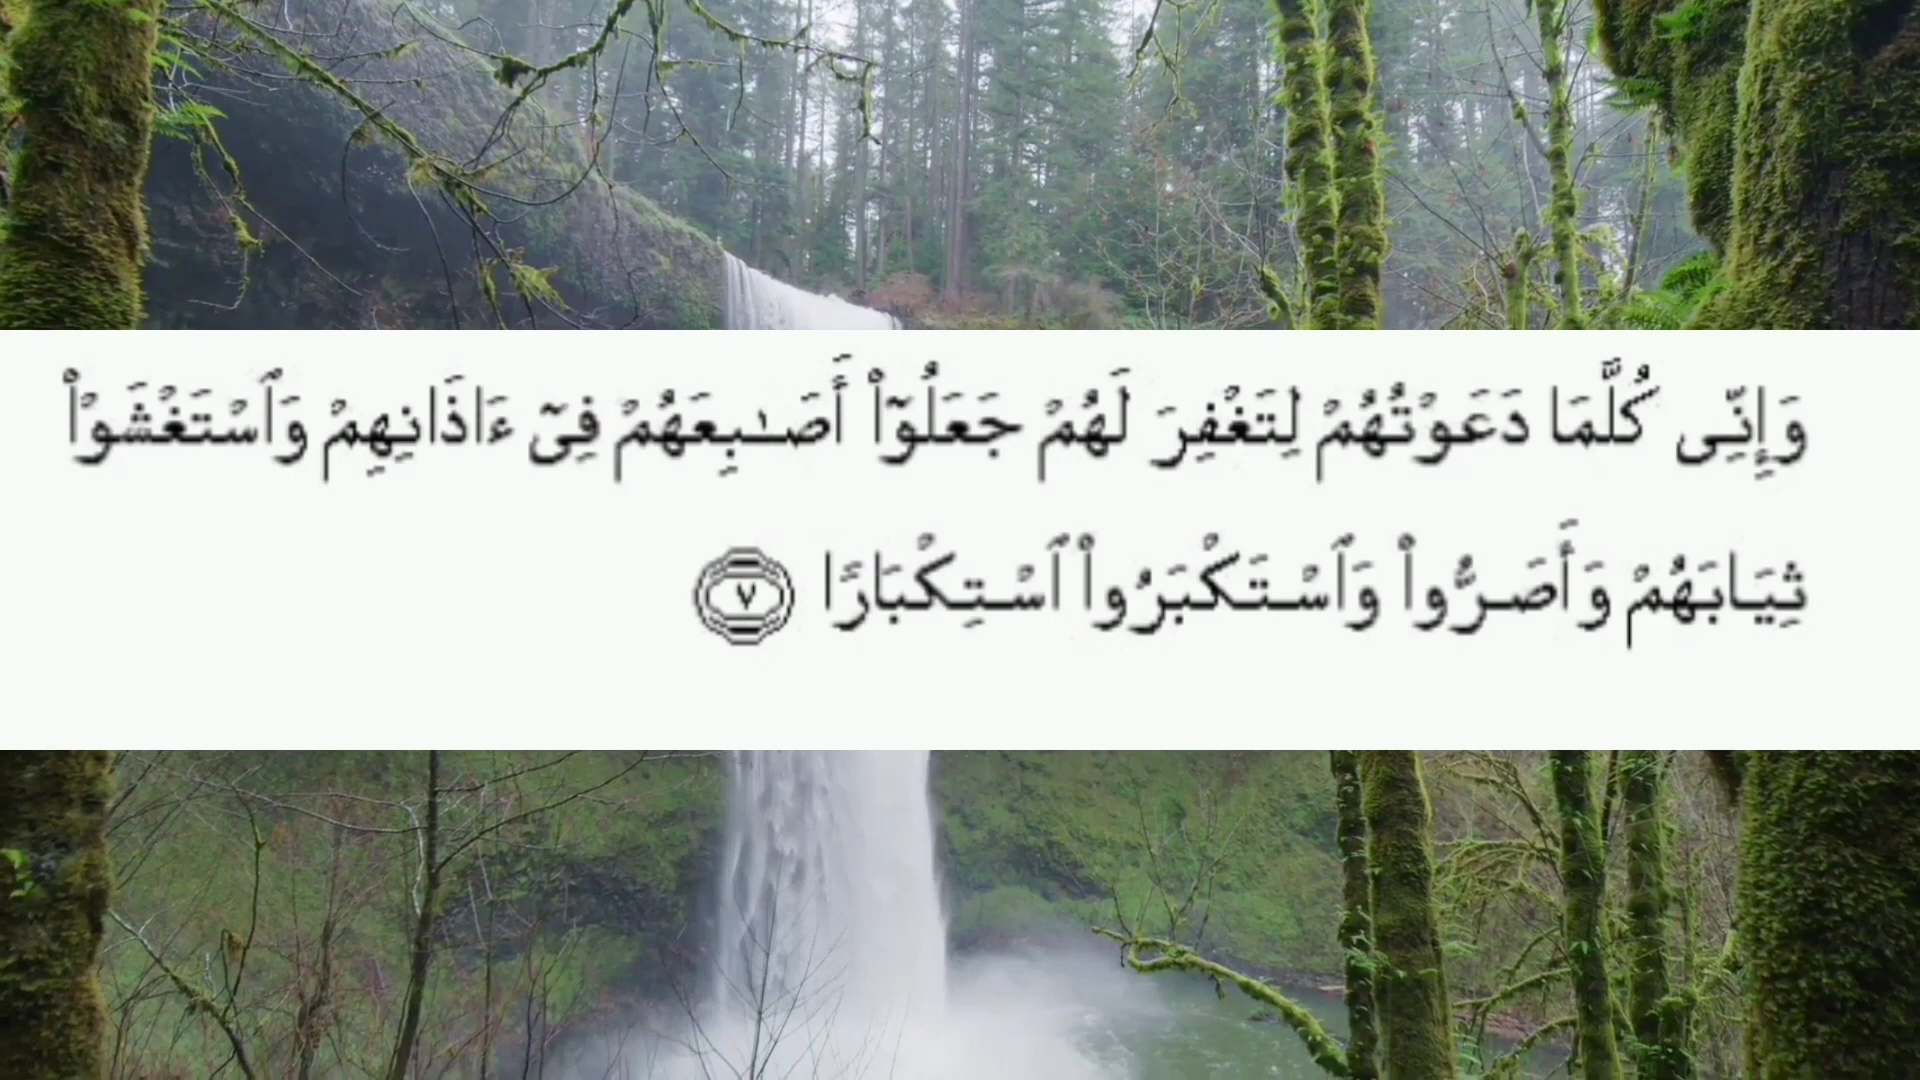 وَإِنِّى كُلَّمَا دَعَوْتُهُمْ لِتَغْفِرَ لَهُمْ جَعَلُوٓا۟ أَصَـٰبِعَهُمْ فِىٓ ءَاذَانِهِمْ وَٱسْتَغْشَوْا۟
ثِيَابَهُمْ وَأَصَرُّوا۟ وَٱسْتَكْبَرُوا۟ ٱسْتِكْبَارًا ٧